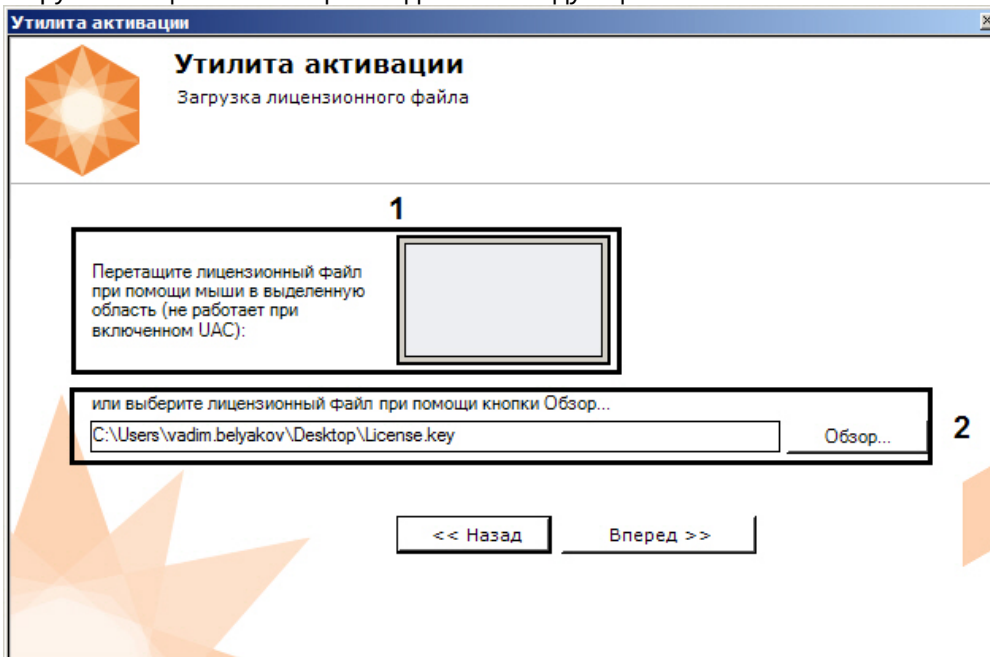 Утилита активации
Утилита активации
Загрузка лицензионного файла
1
Перетащите лицензионный файл
при помощи мыши в выделенную
область (не работает при
включенном UAC):
или выберите лицензионный файл при помощи кнопки Обзор...
C:\Users\vadim.belyakov\Desktop\License.key
Обзор...
2
<< Назад
Вперед >>